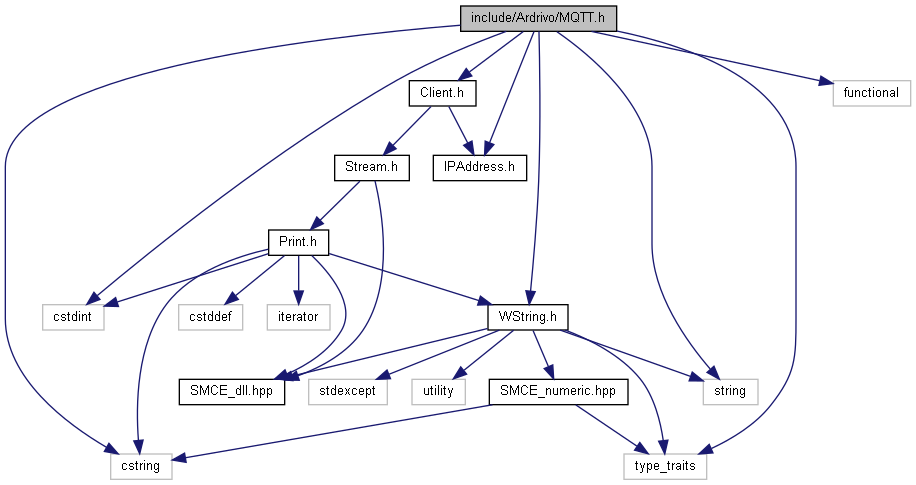 include/Ardrivo/MQTT.h
Client.h
functional
Stream.h
IPAddress.h
Print.h
cstdint
cstddef
iterator
WString.h
SMCE_dll.hpp
stdexcept
utility
SMCE_numeric.hpp
string
cstring
type_traits